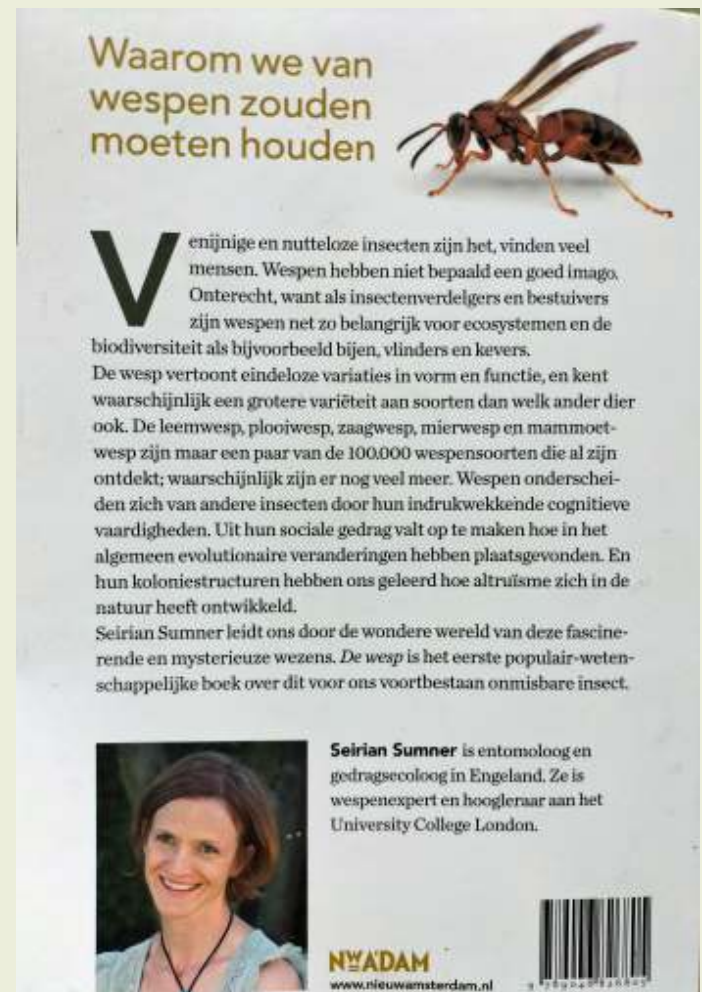 Waarom we van
wespen zouden
moeten houden
Venijnige en nutteloze insecten zijn het, vinden veel
mensen. Wespen hebben niet bepaald een goed imago.
Onterecht, want als insectenverdelgers en bestuivers
zijn wespen net zo belangrijk voor ecosystemen en de
biodiversiteit als bijvoorbeeld bijen, vlinders en kevers.
De wesp vertoont eindeloze variaties in vorm en functie, en kent
waarschijnlijk een grotere variëteit aan soorten dan welk ander dier
ook. De leemwesp, plooiwesp, zaagwesp, mierwesp en mammoet-
wesp zijn maar een paar van de 100.000 wespensoorten die al zijn
ontdekt; waarschijnlijk zijn er nog veel meer. Wespen onderschei-
den zich van andere insecten door hun indrukwekkende cognitieve
vaardigheden. Uit hun sociale gedrag valt op te maken hoe in het
algemeen evolutionaire veranderingen hebben plaatsgevonden. En
hun koloniestructuren hebben ons geleerd hoe altruïsme zich in de
natuur heeft ontwikkeld.
Seirian Sumner leidt ons door de wondere wereld van deze fascine-
rende en mysterieuze wezens. De wesp is het eerste populair-weten-
schappelijke boek over dit voor ons voortbestaan onmisbare insect.
Seirian Sumner is entomoloog en
gedragsecoloog in Engeland. Ze is
wespenexpert en hoogleraar aan het
University College London.
NWADAM
www.nieuwamsterdam.nl